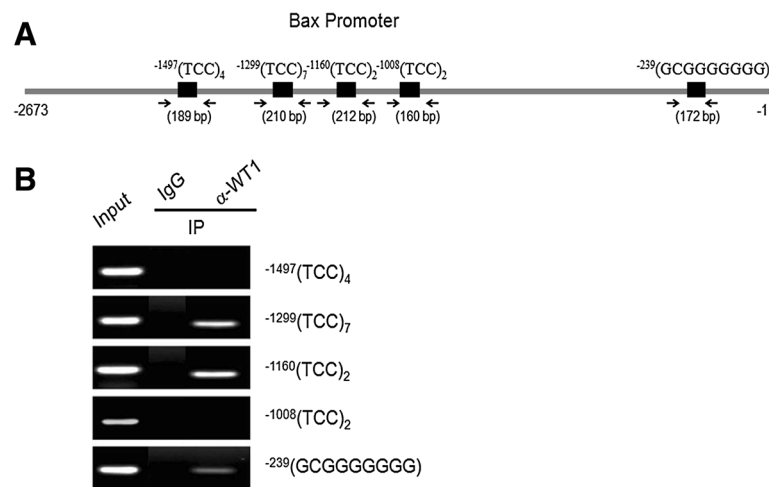 A
Bax Promoter
-1497(TCC)4 -1299(TCC)7 -1160(TCC)2 -1008(TCC)2 -239(GCGGGGGGG)
-2673 (189 bp) (210 bp) (212 bp) (160 bp) (172 bp) -1
B
Input IgG α-WT1
IP
-1497(TCC)4
-1299(TCC)7
-1160(TCC)2
-1008(TCC)2
-239(GCGGGGGGG)